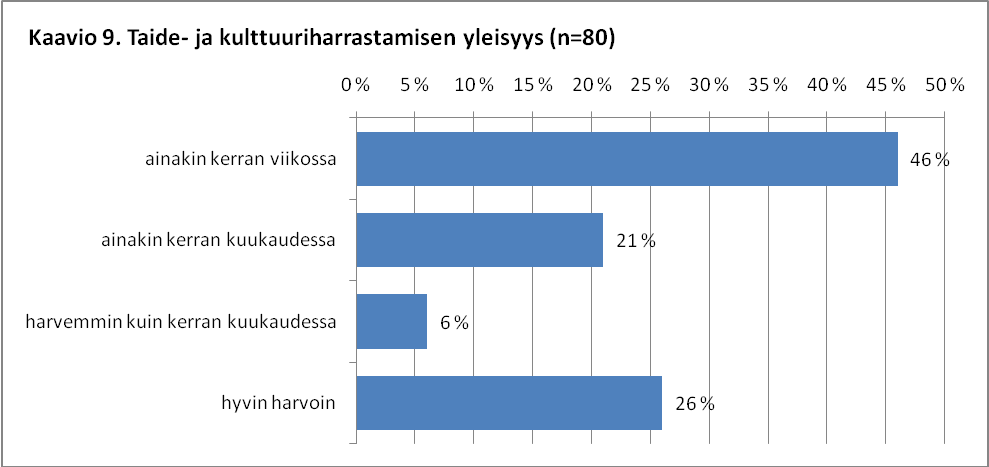 Kaavio 9. Taide- ja kulttuuriharrastamisen yleisyys (n=80)
0 % 5 % 10 % 15 % 20 % 25 % 30 % 35 % 40 % 45 % 50 %
ainakin kerran viikossa 46 %
ainakin kerran kuukaudessa 21 %
harvemmin kuin kerran kuukaudessa 6 %
hyvin harvoin 26 %